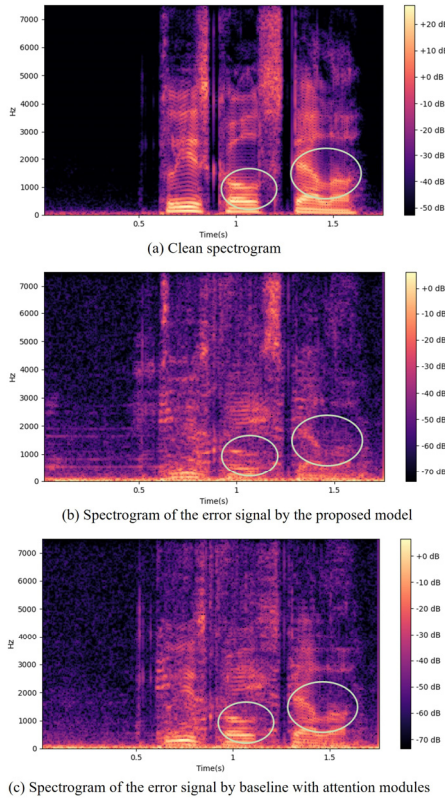 7000
6000
5000
4000
3000
2000
1000
0
Hz
0.5
1
1.5
Time(s)
+20 dB
+10 dB
+0 dB
-10 dB
-20 dB
-30 dB
-40 dB
-50 dB
(a) Clean spectrogram
7000
6000
5000
4000
3000
2000
1000
0
Hz
0.5
1
1.5
Time(s)
+0 dB
-10 dB
-20 dB
-30 dB
-40 dB
-50 dB
-60 dB
-70 dB
(b) Spectrogram of the error signal by the proposed model
7000
6000
5000
4000
3000
2000
1000
0
Hz
0.5
1
1.5
Time(s)
+0 dB
-10 dB
-20 dB
-30 dB
-40 dB
-50 dB
-60 dB
-70 dB
(c) Spectrogram of the error signal by baseline with attention modules